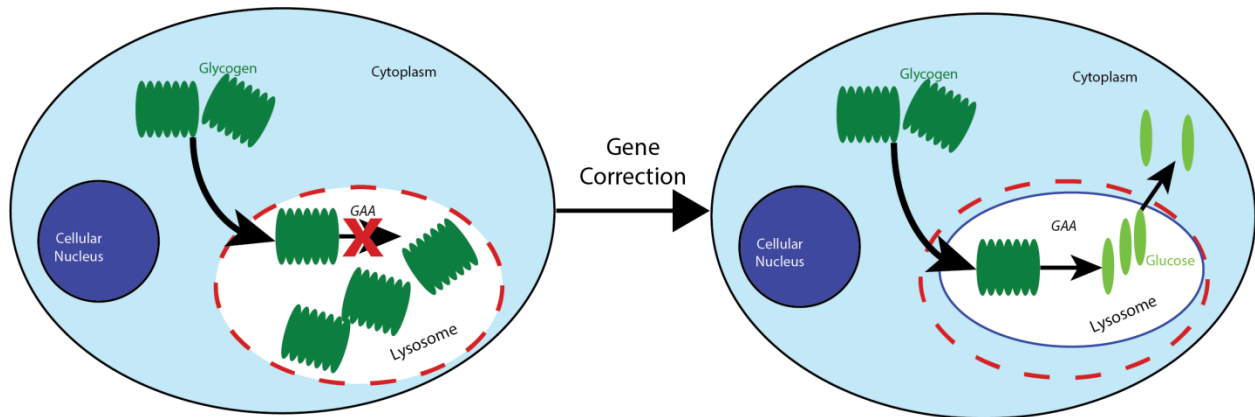 Glycogen
Cytoplasm
GAA
Cellular
Nucleus
Lysosome
Gene
Correction
Glycogen
Cytoplasm
GAA
Cellular
Nucleus
Glucose
Lysosome